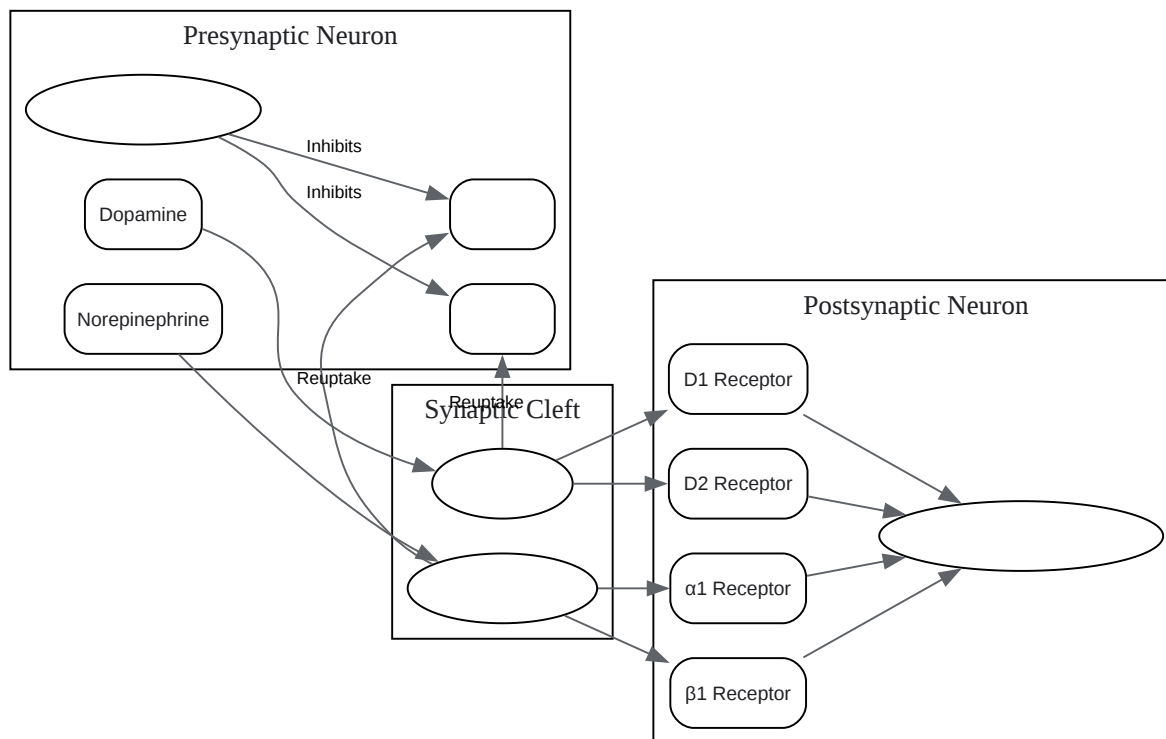 Presynaptic Neuron
Inhibits
Inhibits
Dopamine
Norepinephrine
Reuptake
Reuptake
Synaptic Cleft
Postsynaptic Neuron
D1 Receptor
D2 Receptor
α1 Receptor
β1 Receptor